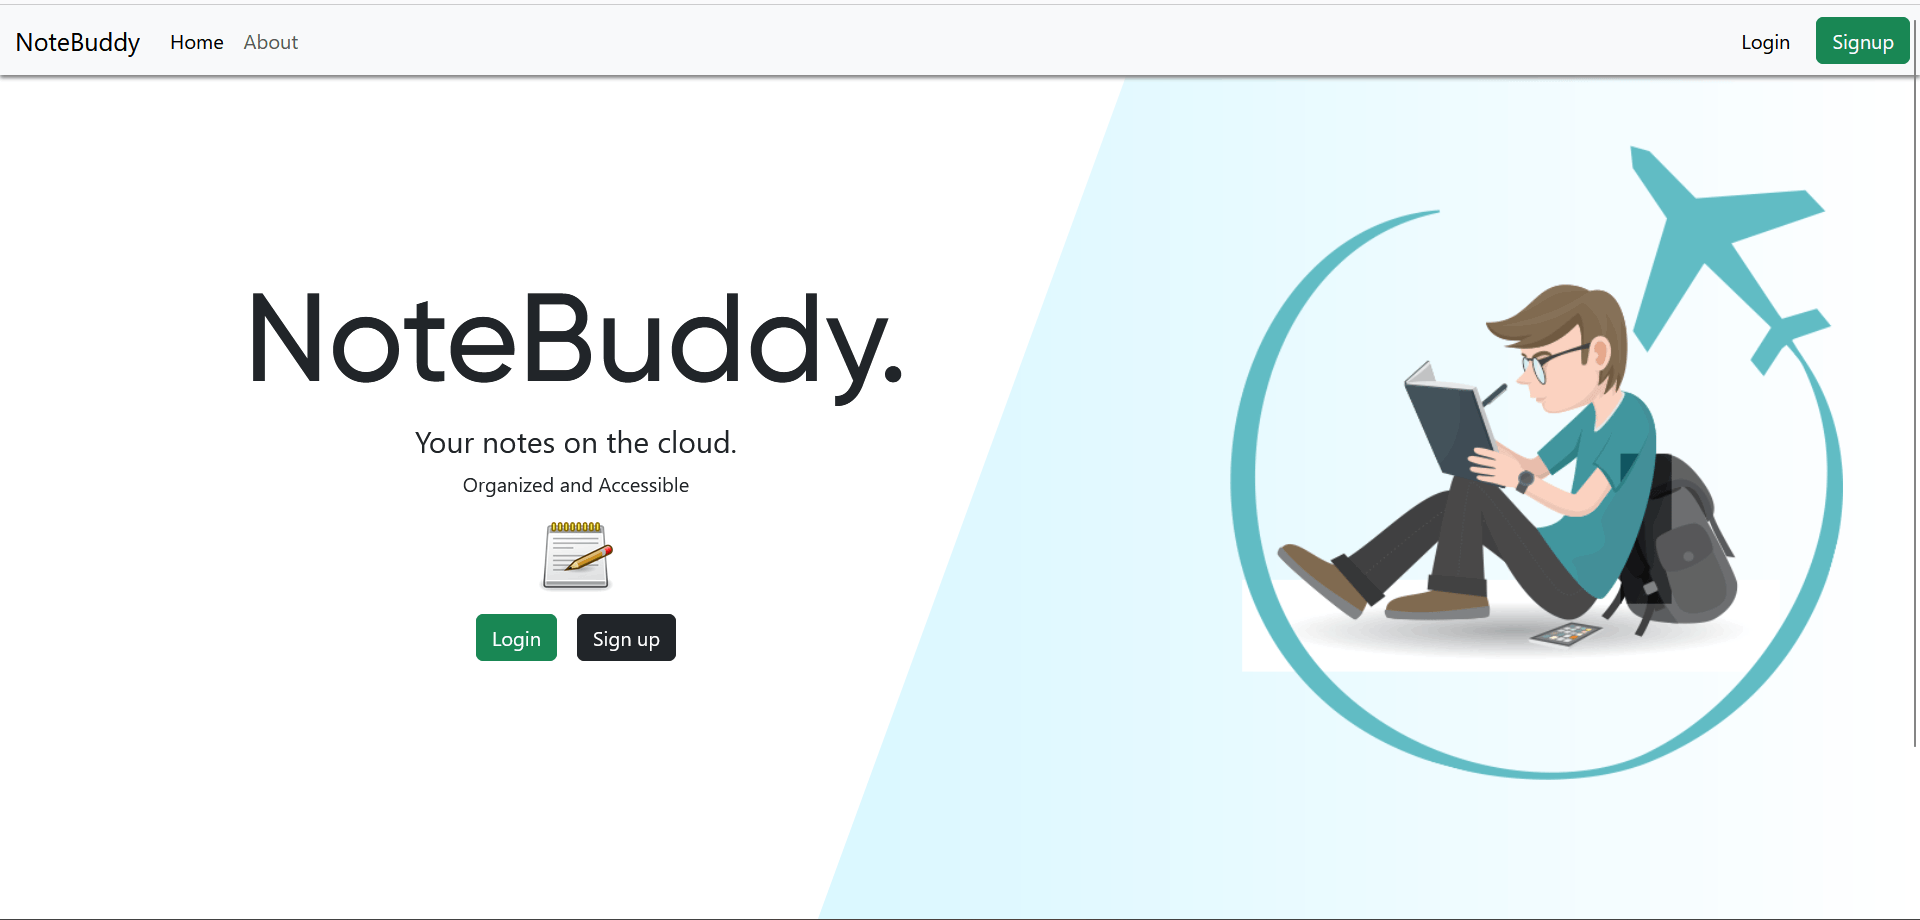 NoteBuddy Home About Login Signup
NoteBuddy.
Your notes on the cloud.
Organized and Accessible
Login Sign up